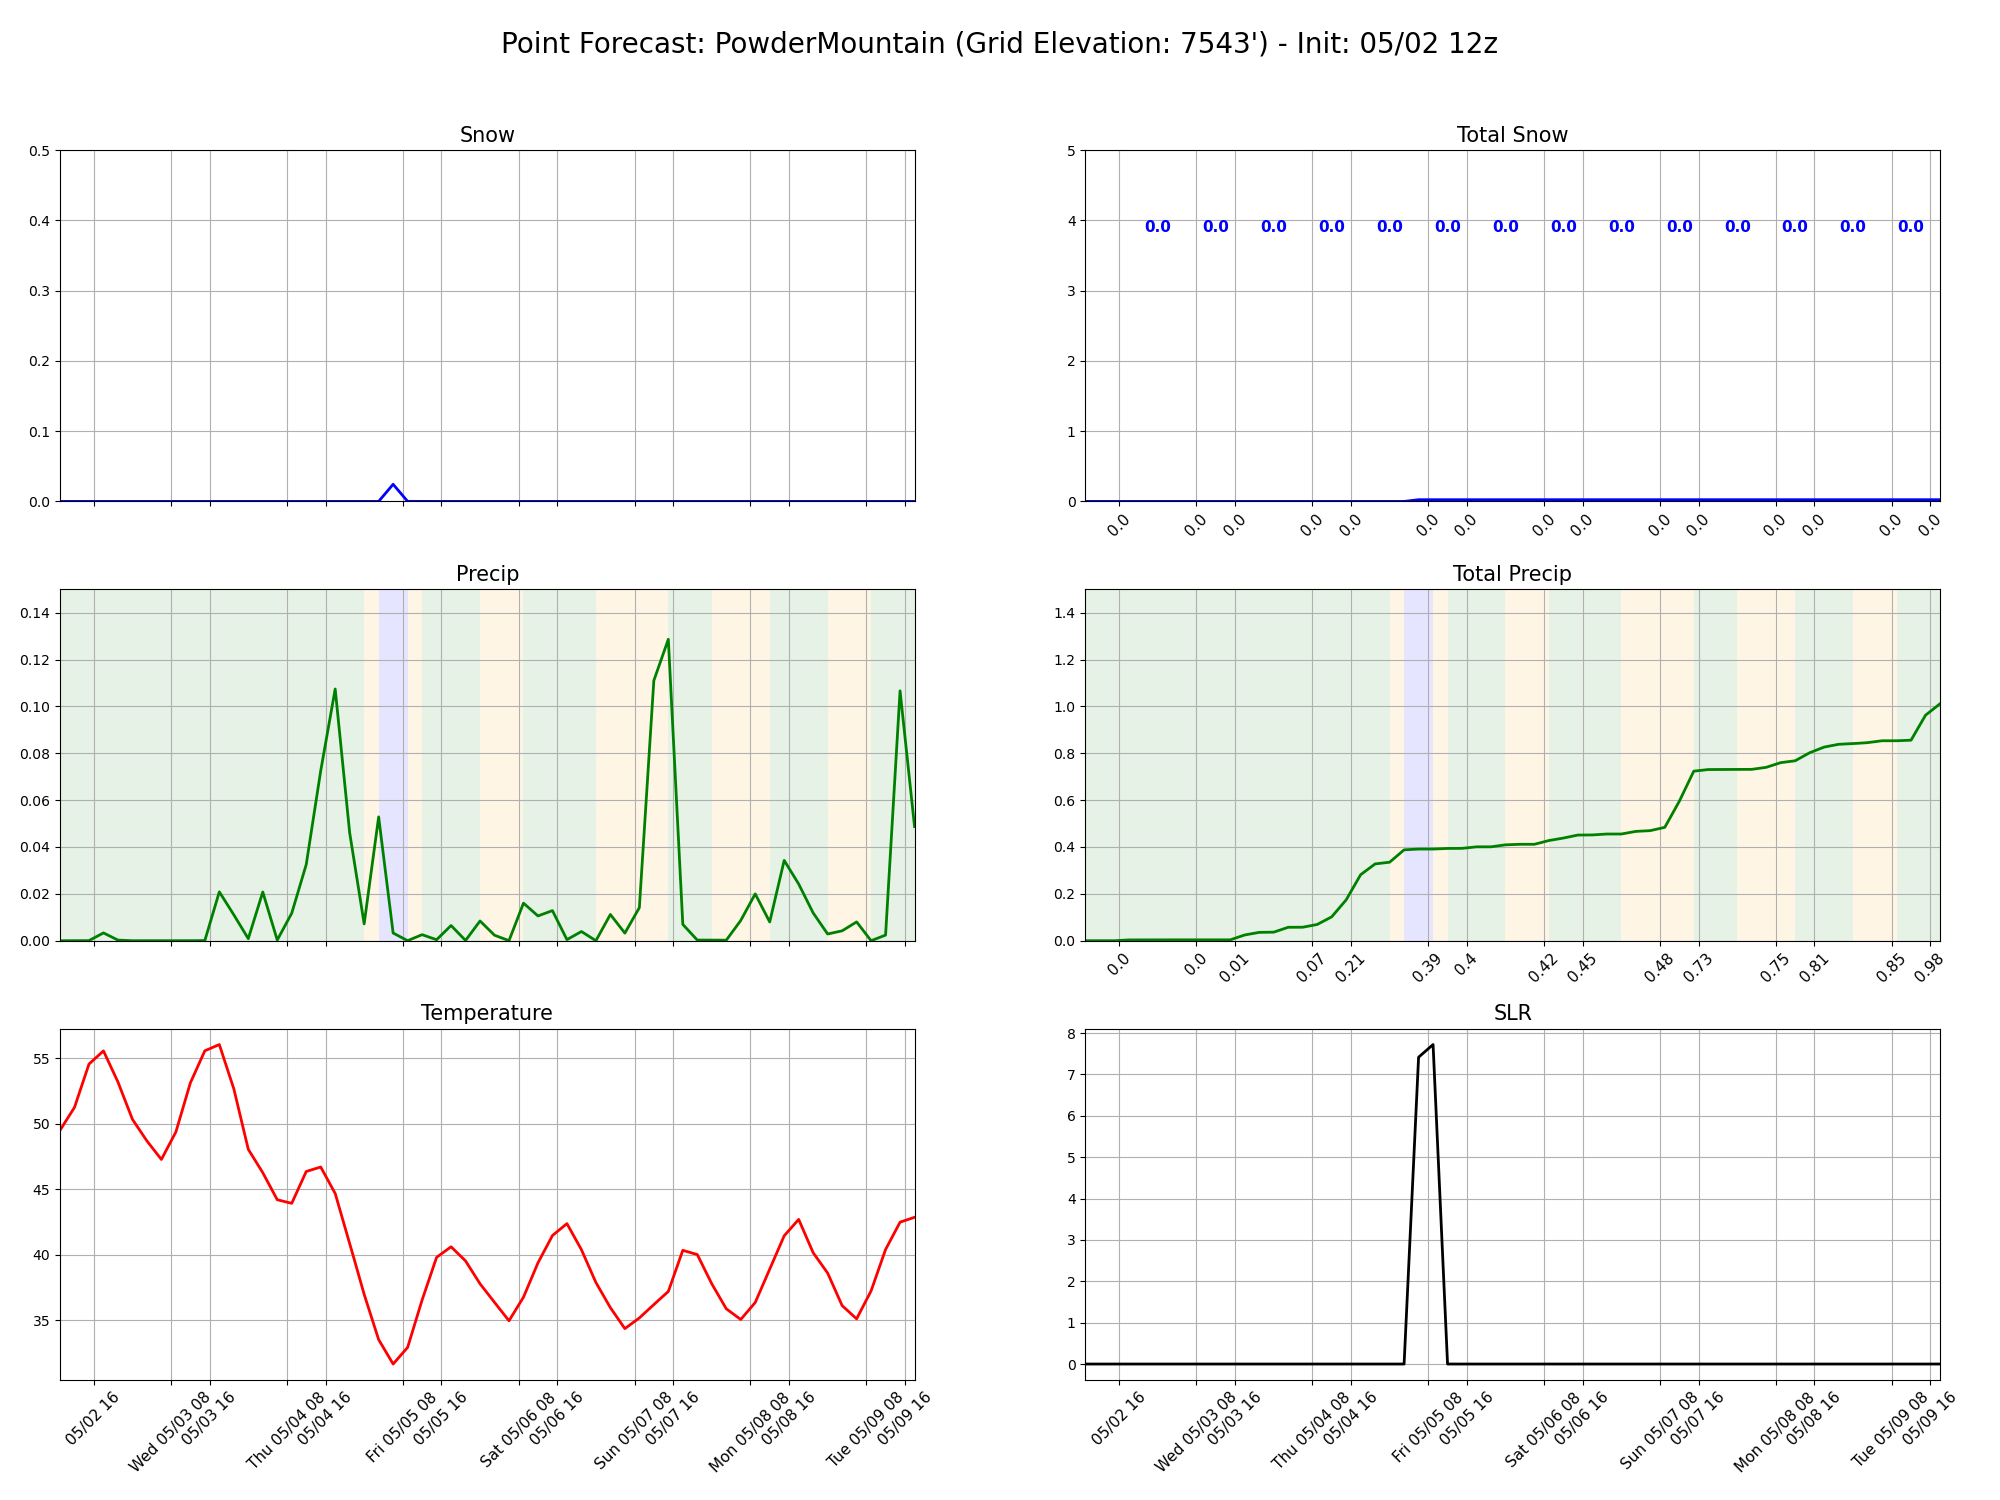 Point Forecast: PowderMountain (Grid Elevation: 7543') - Init: 05/02 12z
Snow
0.5
0.4
0.3
0.2
0.1
0.0
Total Snow
5
4
3
2
1
0
0.0 0.0 0.0 0.0 0.0 0.0 0.0 0.0 0.0 0.0 0.0 0.0 0.0 0.0
0.0 0.0 0.0 0.0 0.0 0.0 0.0 0.0 0.0 0.0 0.0 0.0 0.0 0.0 0.0
Precip
0.14
0.12
0.10
0.08
0.06
0.04
0.02
0.00
Total Precip
1.4
1.2
1.0
0.8
0.6
0.4
0.2
0.0
0.0 0.0 0.01 0.07 0.21 0.39 0.4 0.42 0.45 0.48 0.73 0.75 0.81 0.85 0.98
Temperature
55
50
45
40
35
05/02 16
Wed 05/03 08
05/03 16
Thu 05/04 08
05/04 16
Fri 05/05 08
05/05 16
Sat 05/06 08
05/06 16
Sun 05/07 08
05/07 16
Mon 05/08 08
05/08 16
Tue 05/09 08
05/09 16
SLR
8
7
6
5
4
3
2
1
0
05/02 16
Wed 05/03 08
05/03 16
Thu 05/04 08
05/04 16
Fri 05/05 08
05/05 16
Sat 05/06 08
05/06 16
Sun 05/07 08
05/07 16
Mon 05/08 08
05/08 16
Tue 05/09 08
05/09 16